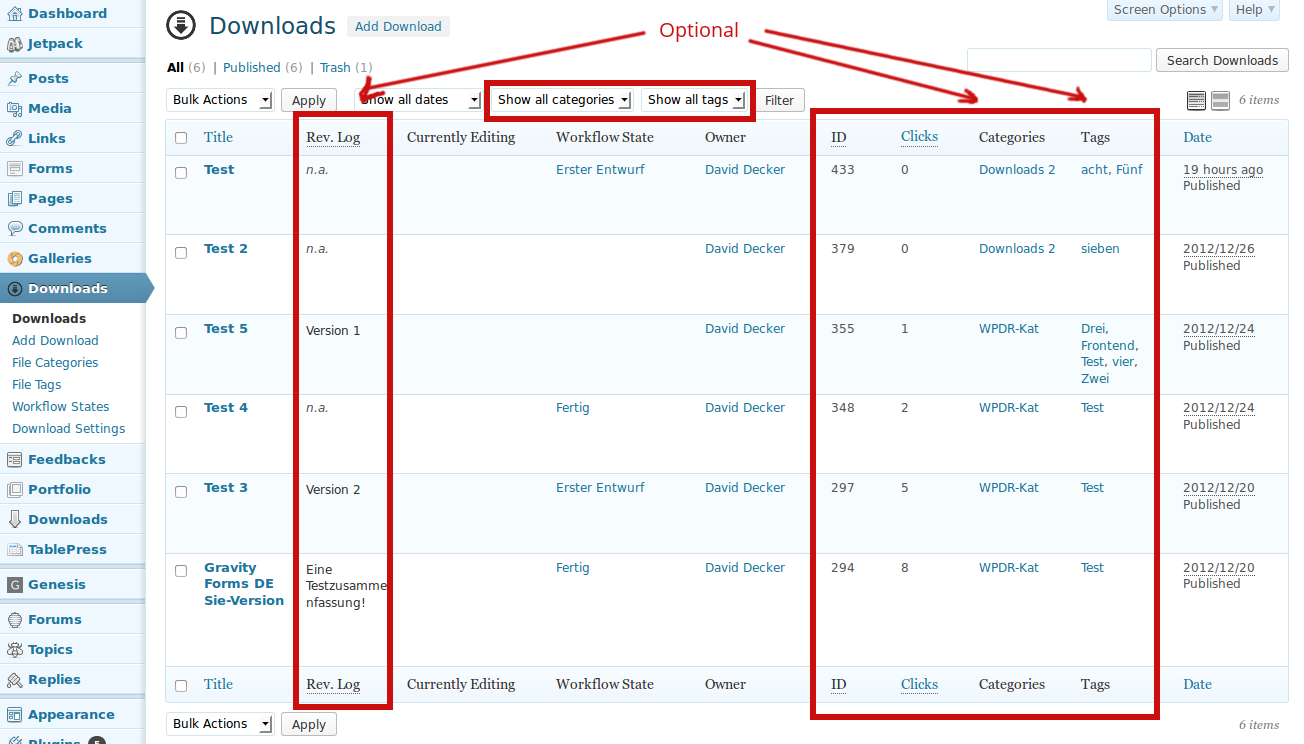 Dashboard
Jetpack
Posts
Media
Links
Forms
Pages
Comments
Galleries
Downloads
Downloads
Add Download
File Categories
File Tags
Workflow States
Download Settings
Feedbacks
Portfolio
Downloads
TablePress
Genesis
Forums
Topics
Replies
Appearance
Screen Options Help
Downloads Add Download
Optional
All (6) | Published (6) | Trash (1)
Search Downloads
Bulk Actions Apply Show all dates Show all categories Show all tags Filter 6 items
Title Rev. Log Currently Editing Workflow State Owner ID Clicks Categories Tags Date
Test n.a. Erster Entwurf David Decker 433 0 Downloads 2 acht, Fünf 19 hours ago
Published
Test 2 n.a. David Decker 379 0 Downloads 2 sieben 2012/12/26
Published
Test 5 Version 1 David Decker 355 1 WPDR-Kat Drei, 2012/12/24
Frontend, Published
Test, vier,
Zwei
Test 4 n.a. Fertig David Decker 348 2 WPDR-Kat Test 2012/12/24
Published
Test 3 Version 2 Erster Entwurf David Decker 297 5 WPDR-Kat Test 2012/12/20
Published
Gravity Eine Fertig David Decker 294 8 WPDR-Kat Test 2012/12/20
Forms DE Testzusamme Published
Sie-Version nfassung!
Title Rev. Log Currently Editing Workflow State Owner ID Clicks Categories Tags Date
Bulk Actions Apply 6 items